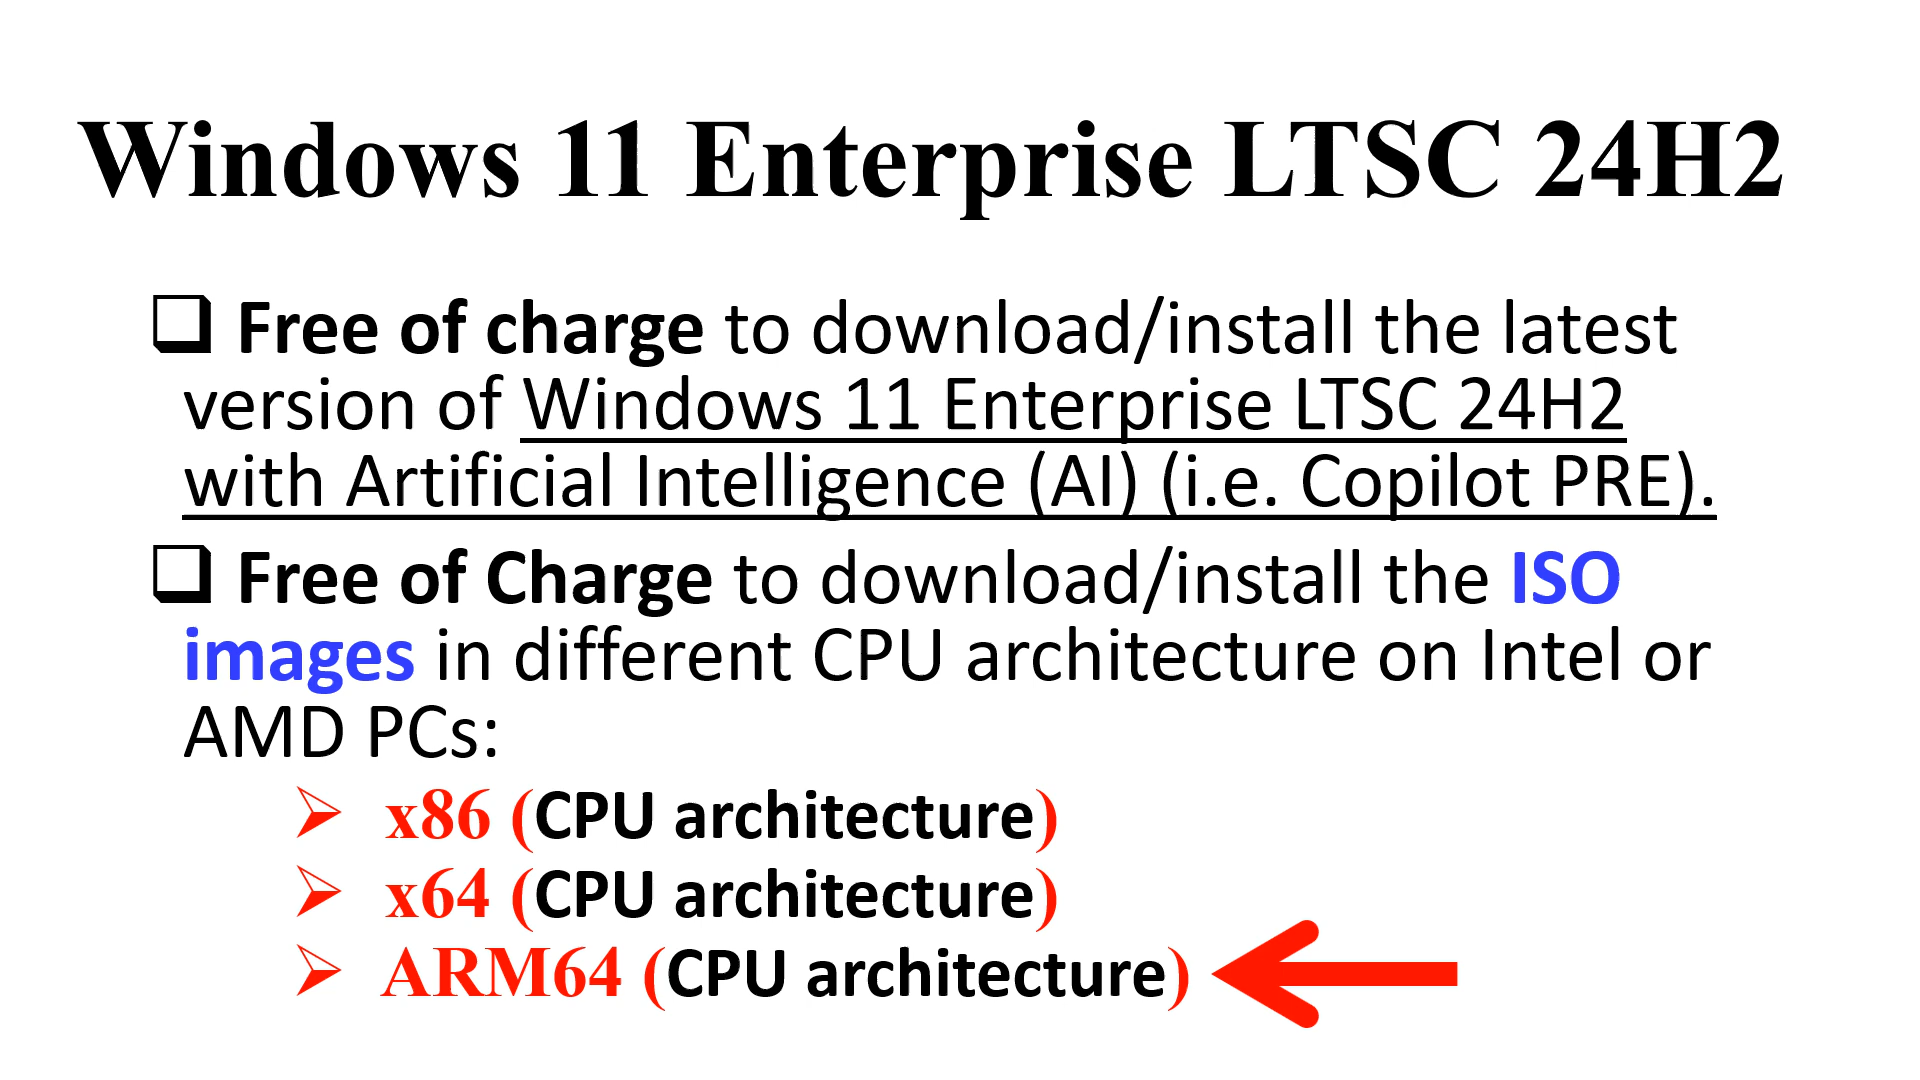 Windows 11 Enterprise LTSC 24H2
❑ Free of charge to download/install the latest
version of Windows 11 Enterprise LTSC 24H2
with Artificial Intelligence (AI) (i.e. Copilot PRE).
❑ Free of Charge to download/install the ISO
images in different CPU architecture on Intel or
AMD PCs:
➢ x86 (CPU architecture)
➢ x64 (CPU architecture)
➢ ARM64 (CPU architecture)